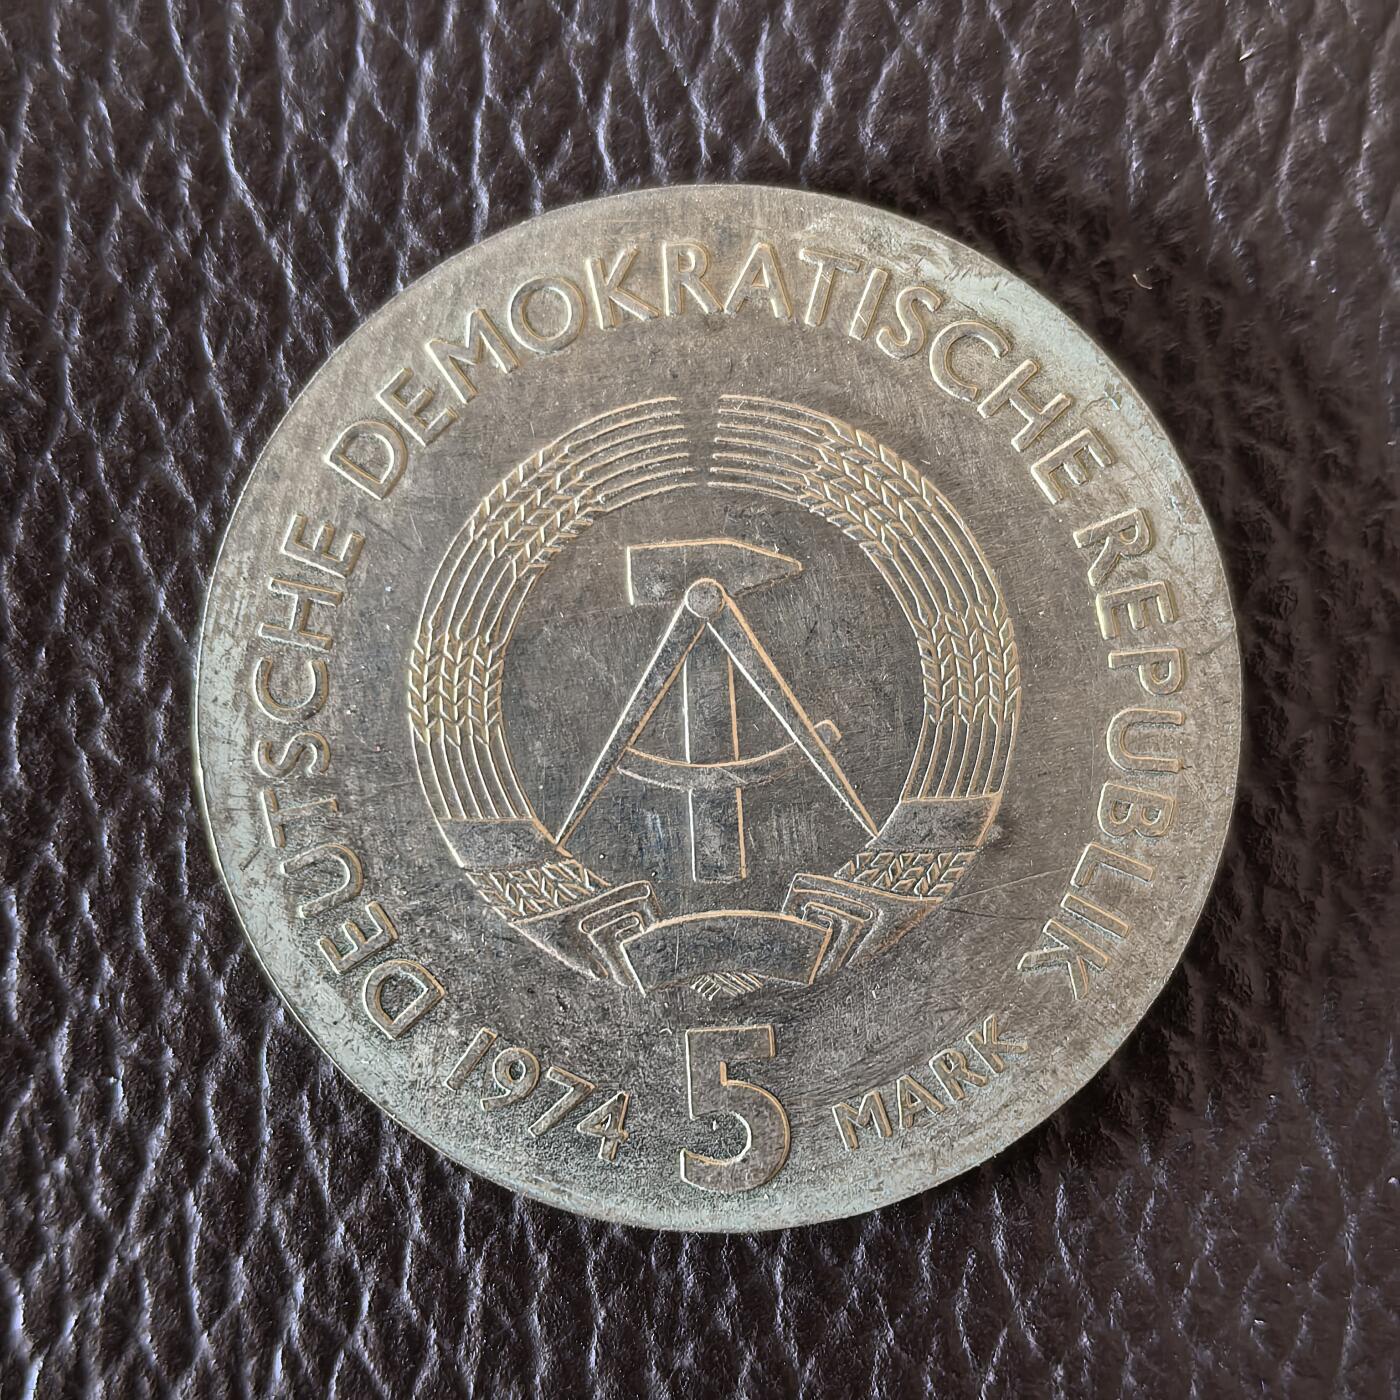 DEUTSCHE DEMOKRATISCHE REPUBLIK
1974 5 MARK